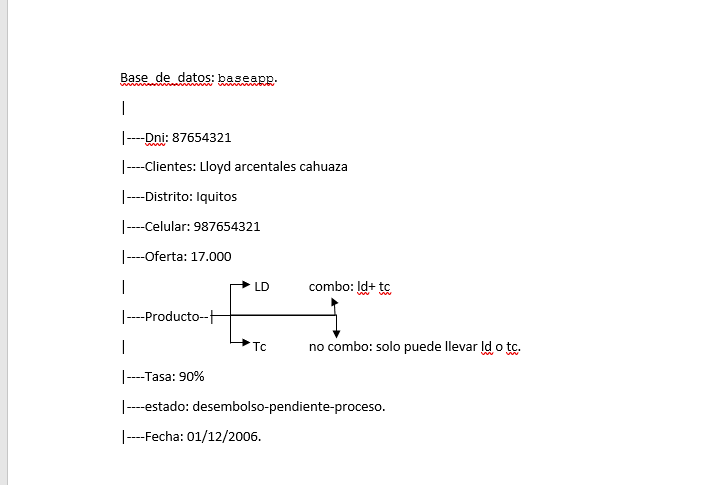 Base_de_datos: baseapp.
|
|----Dni: 87654321
|----Clientes: Lloyd arcentales cahuaza
|----Distrito: Iquitos
|----Celular: 987654321
|----Oferta: 17.000
| LD combo: ld+ tc
|----Producto--|
| Tc no combo: solo puede llevar ld o tc.
|----Tasa: 90%
|----estado: desembolso-pendiente-proceso.
|----Fecha: 01/12/2006.